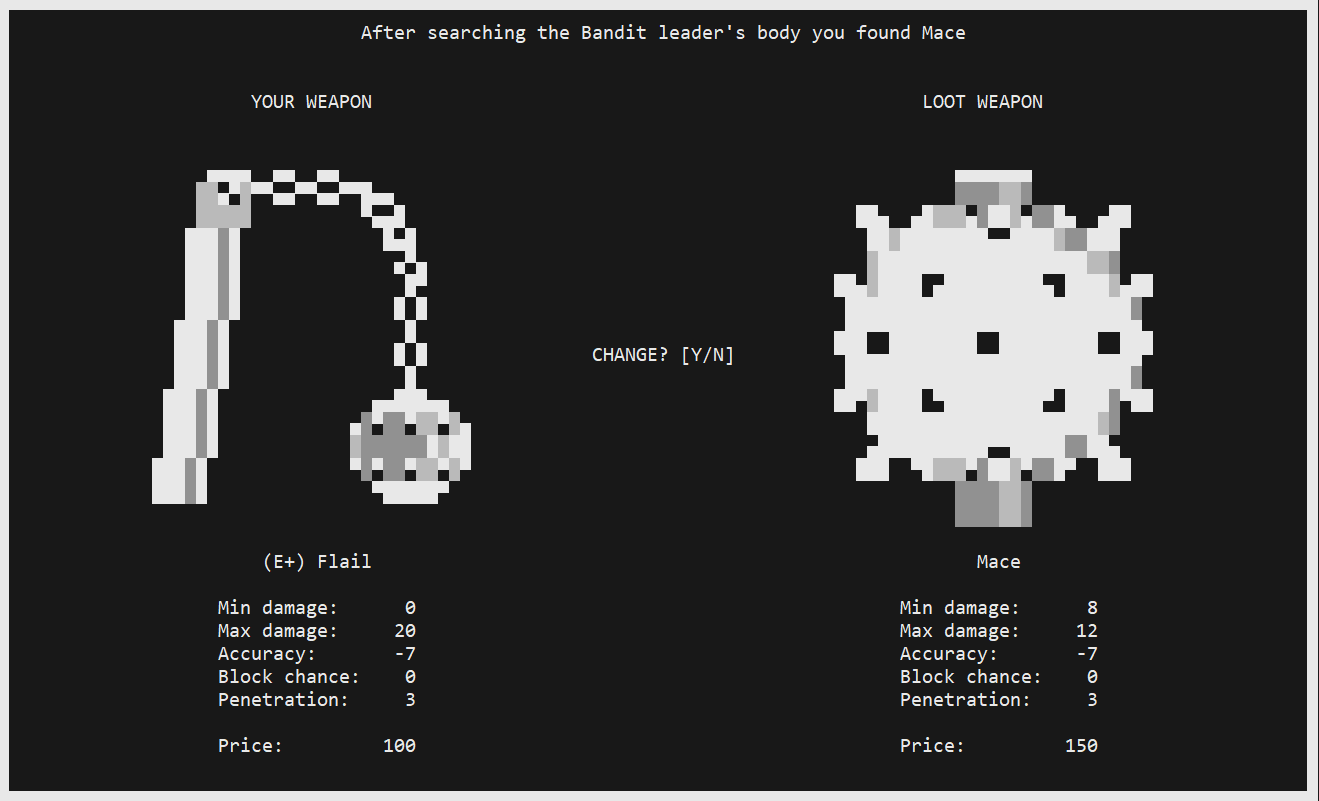 After searching the Bandit leader's body you found Mace
YOUR WEAPON
LOOT WEAPON
CHANGE? [Y/N]
(E+) Flail
Min damage: 0
Max damage: 20
Accuracy: -7
Block chance: 0
Penetration: 3
Price: 100
Mace
Min damage: 8
Max damage: 12
Accuracy: -7
Block chance: 0
Penetration: 3
Price: 150